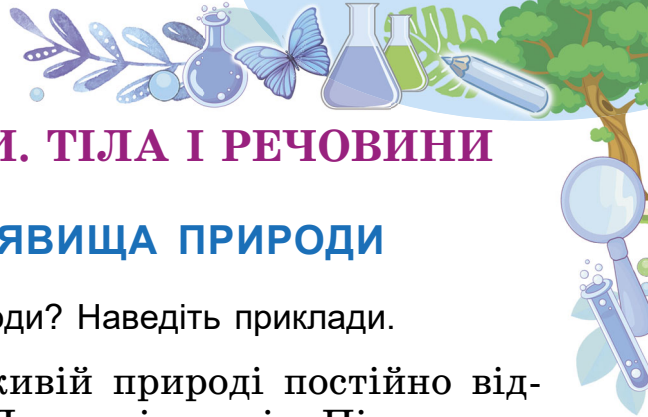 И. ТІЛА І РЕЧОВИНИ
ЯВИЩА ПРИРОДИ
оди? Наведіть приклади.
живій природі постійно від-